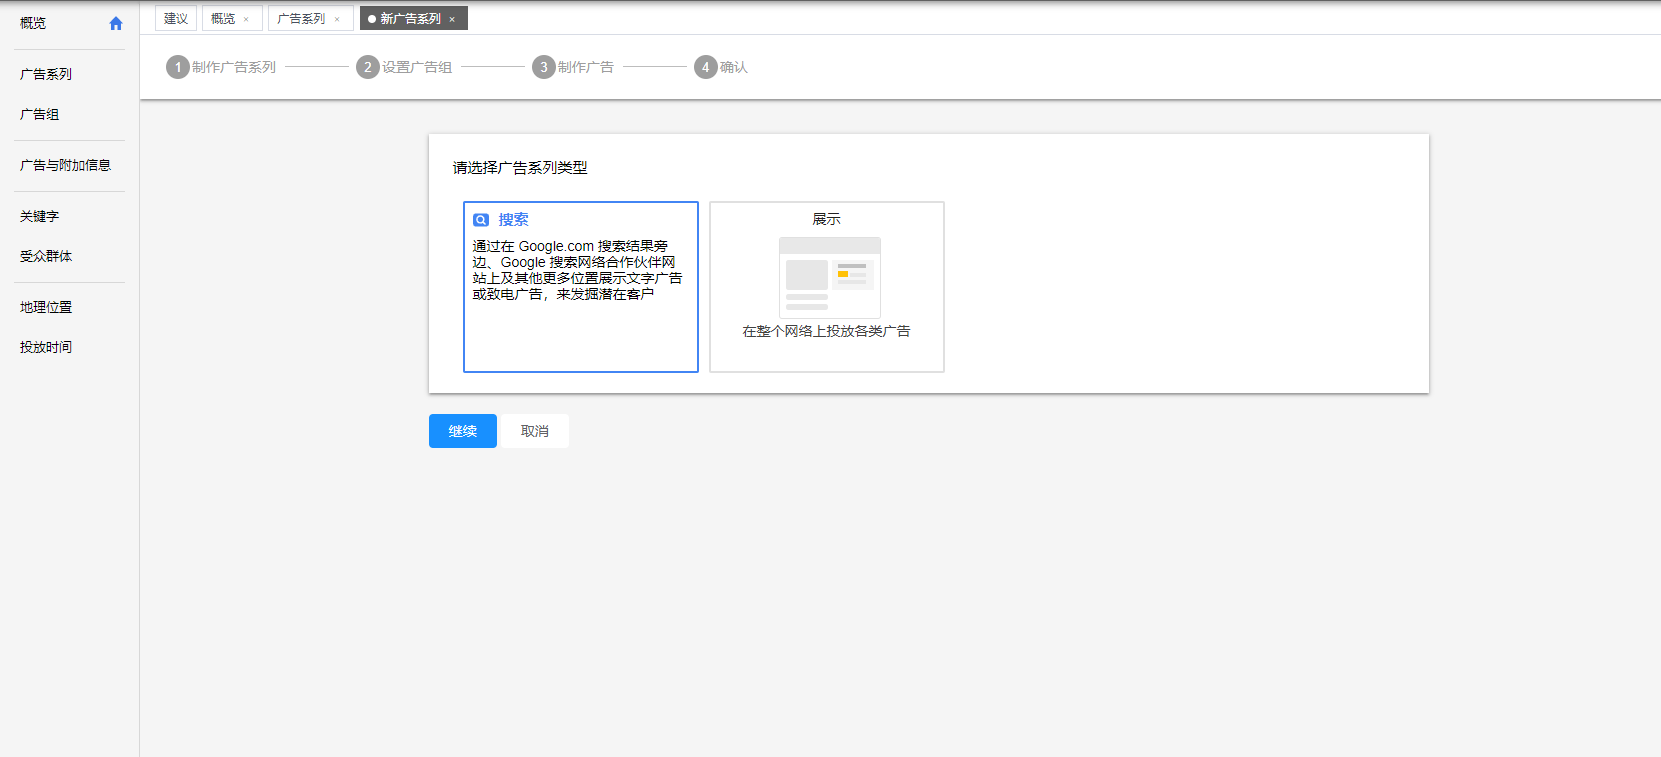 概览
广告系列
广告组
广告与附加信息
关键字
受众群体
地理位置
投放时间
建议 概览 × 广告系列 × 新广告系列 ×
1 制作广告系列 2 设置广告组 3 制作广告 4 确认
请选择广告系列类型
搜索
通过在 Google.com 搜索结果旁
边、Google 搜索网络合作伙伴网
站上及其他更多位置展示文字广告
或致电广告，来发掘潜在客户
展示
在整个网络上投放各类广告
继续 取消